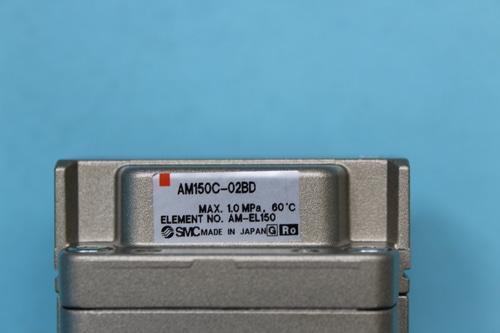 AM150C-02BD
MAX. 1.0 MPa, 60°C
ELEMENT NO. AM-EL150
SMC MADE IN JAPAN G Ro